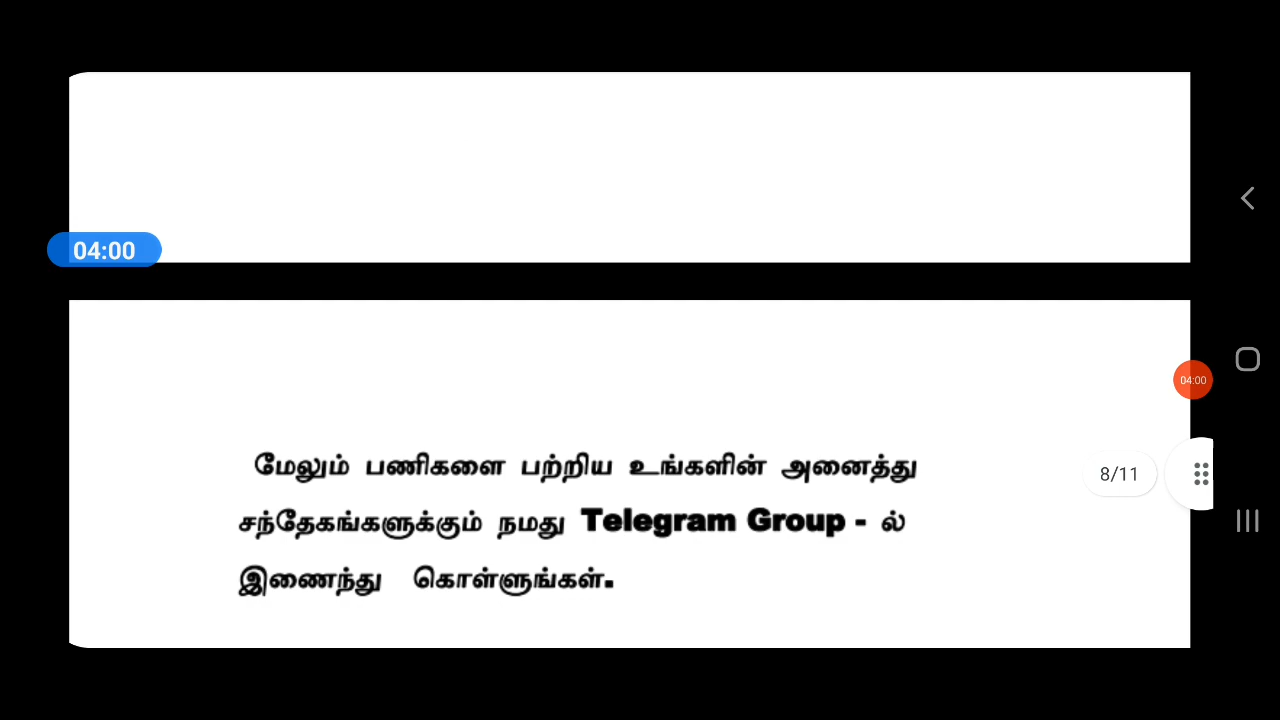 04:00
மேலும் பணிகளை பற்றிய உங்களின் அனைத்து
04:00
8/11
சந்தேகங்களுக்கும் நமது Telegram Group - ல்
இணைந்து கொள்ளுங்கள்.